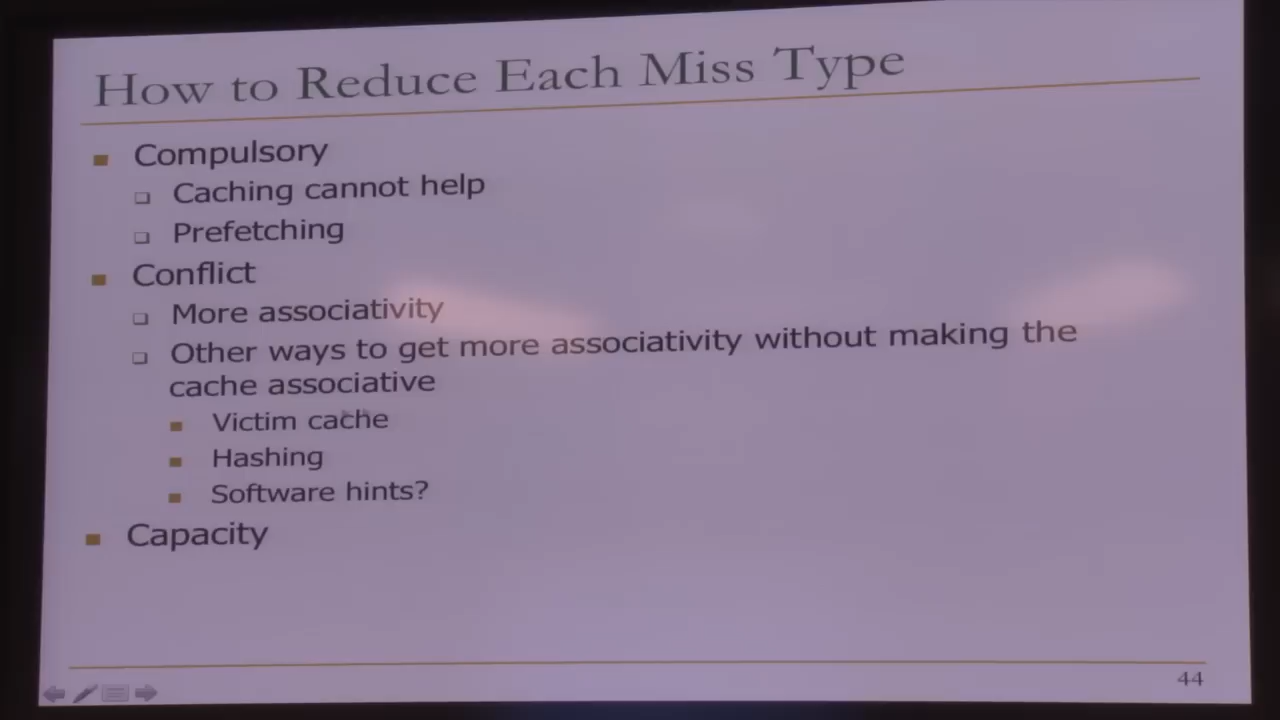 How to Reduce Each Miss Type
Compulsory
Caching cannot help
Prefetching
Conflict
More associativity
Other ways to get more associativity without making the
cache associative
Victim cache
Hashing
Software hints?
Capacity
44